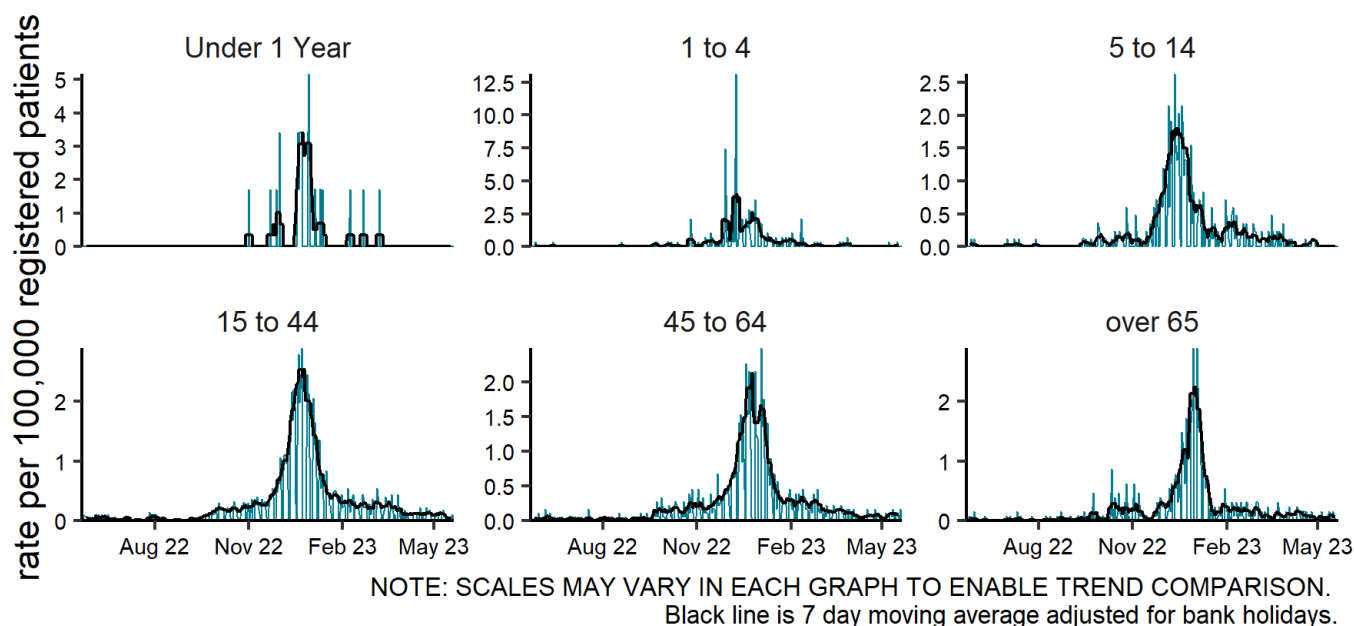 rate per 100,000 registered patients
Under 1 Year
5
4
3
2
1
0
1 to 4
12.5
10.0
7.5
5.0
2.5
0.0
5 to 14
2.5
2.0
1.5
1.0
0.5
0.0
15 to 44
2
1
0
Aug 22 Nov 22 Feb 23 May 23
45 to 64
2.0
1.5
1.0
0.5
0.0
Aug 22 Nov 22 Feb 23 May 23
over 65
2
1
0
Aug 22 Nov 22 Feb 23 May 23
NOTE: SCALES MAY VARY IN EACH GRAPH TO ENABLE TREND COMPARISON.
Black line is 7 day moving average adjusted for bank holidays.